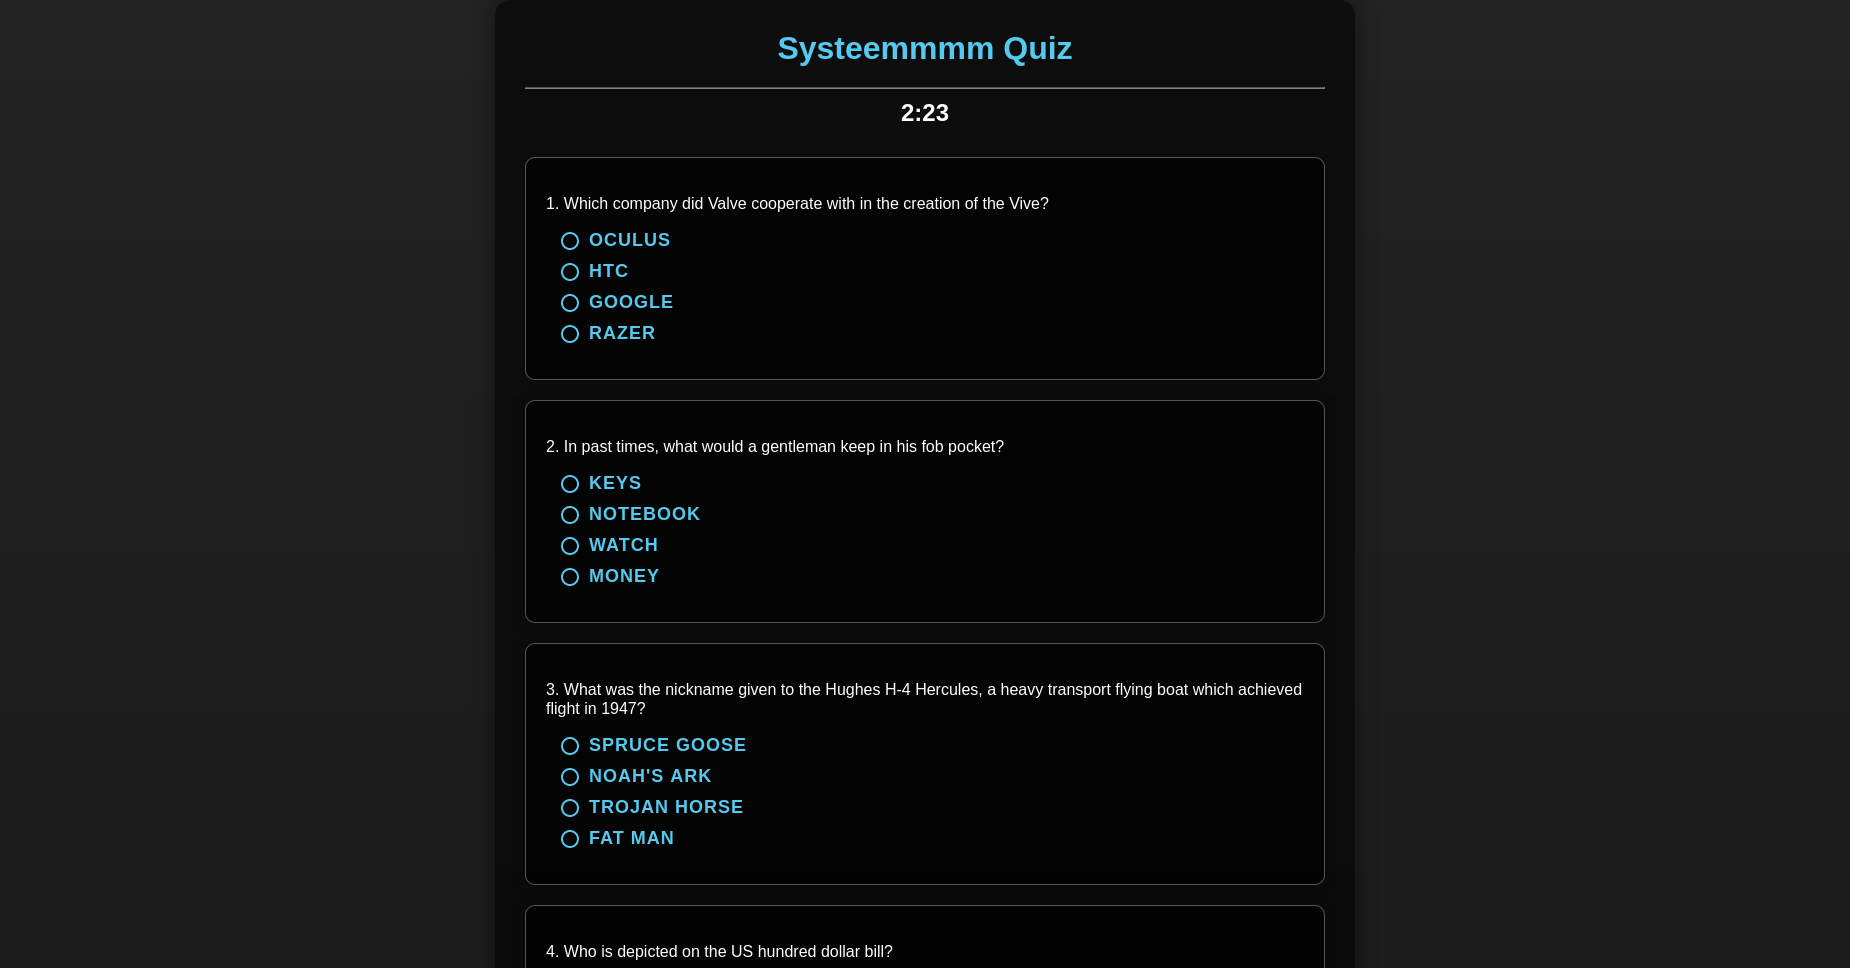 Systeemmmm Quiz
2:23
1. Which company did Valve cooperate with in the creation of the Vive?
OCULUS
HTC
GOOGLE
RAZER
2. In past times, what would a gentleman keep in his fob pocket?
KEYS
NOTEBOOK
WATCH
MONEY
3. What was the nickname given to the Hughes H-4 Hercules, a heavy transport flying boat which achieved
flight in 1947?
SPRUCE GOOSE
NOAH'S ARK
TROJAN HORSE
FAT MAN
4. Who is depicted on the US hundred dollar bill?